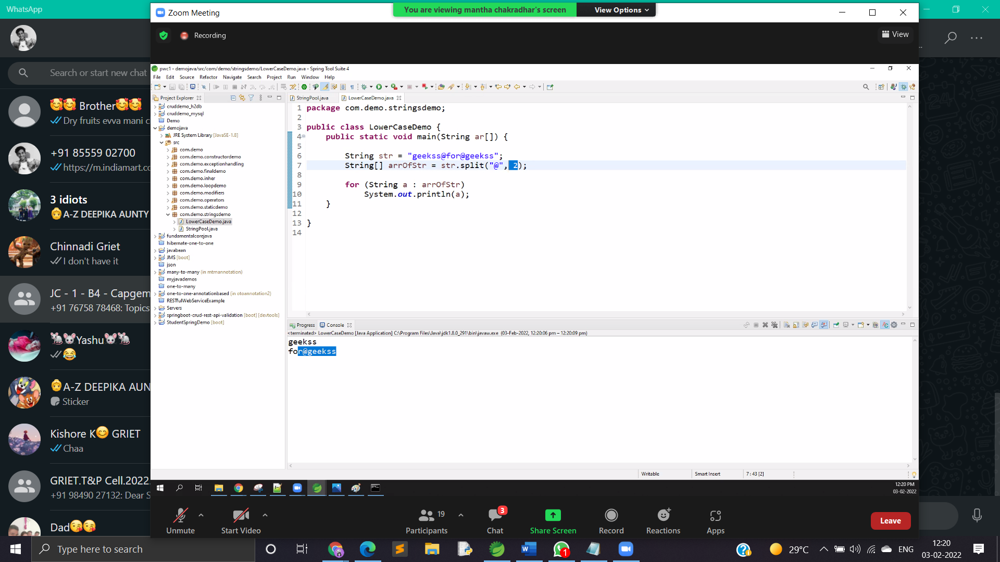 WhatsApp
Search or start new chat
🥰🥰 Brother🥰🥰
Dry fruits evva mani c
+91 85559 02700
https://m.indiamart.co
3 idiots
👵A-Z DEEPIKA AUNTY
Chinnadi Griet
I don't have it
JC - 1 - B4 - Capgem
+91 76758 78468: Topics
🐁🐭Yashu🐭🐁
😂
👵A-Z DEEPIKA AUN
Sticker
Kishore K😊 GRIET
Chaa
GRIET.T&P Cell.2022
+91 98490 27132: Dear S
Dad😘😘
Zoom Meeting
You are viewing mantha chakradhar's screen
View Options
Recording
View
pwc1 - demojava/src/com/demo/stringsdemo/LowerCaseDemo.java - Spring Tool Suite 4
File Edit Source Refactor Navigate Search Project Run Window Help
Project Explorer
cruddemo_h2db
cruddemo_mysql
Demo
demojava
JRE System Library [JavaSE-1.8]
src
com.demo
com.demo.constructordemo
com.demo.exceptionhandling
com.demo.finaldemo
com.demo.inher
com.demo.loopdemo
com.demo.modifiers
com.demo.operators
com.demo.staticdemo
com.demo.stringsdemo
LowerCaseDemo.java
StringPool.java
fundamentalcorejava
hibernate-one-to-one
javabean
JMS [boot]
json
many-to-many (in mtmannotation)
myjavademos
one-to-many
one-to-one-annotationbased (in otoannotation2)
RESTfulWebServiceExample
Servers
springboot-crud-rest-api-validation [boot] [devtools]
StudentSpringDemo [boot]
StringPool.java
LowerCaseDemo.java
1 package com.demo.stringsdemo;
2
3 public class LowerCaseDemo {
4 public static void main(String ar[]) {
5
6 String str = "geekss@for@geekss";
7 String[] arrOfStr = str.split("@", 2);
8
9 for (String a : arrOfStr)
10 System.out.println(a);
11 }
12
13 }
14
Progress Console
<terminated> LowerCaseDemo [Java Application] C:\Program Files\Java\jdk1.8.0_291\bin\javaw.exe (03-Feb-2022, 12:20:06 pm – 12:20:09 pm)
geekss
for@geekss
Writable
Smart Insert
7 : 43 [2]
12:20 PM
03-02-2022
Unmute
Start Video
19
Participants
3
Chat
Share Screen
Record
Reactions
Apps
Leave
Type here to search
1
29°C
ENG
12:20
03-02-2022